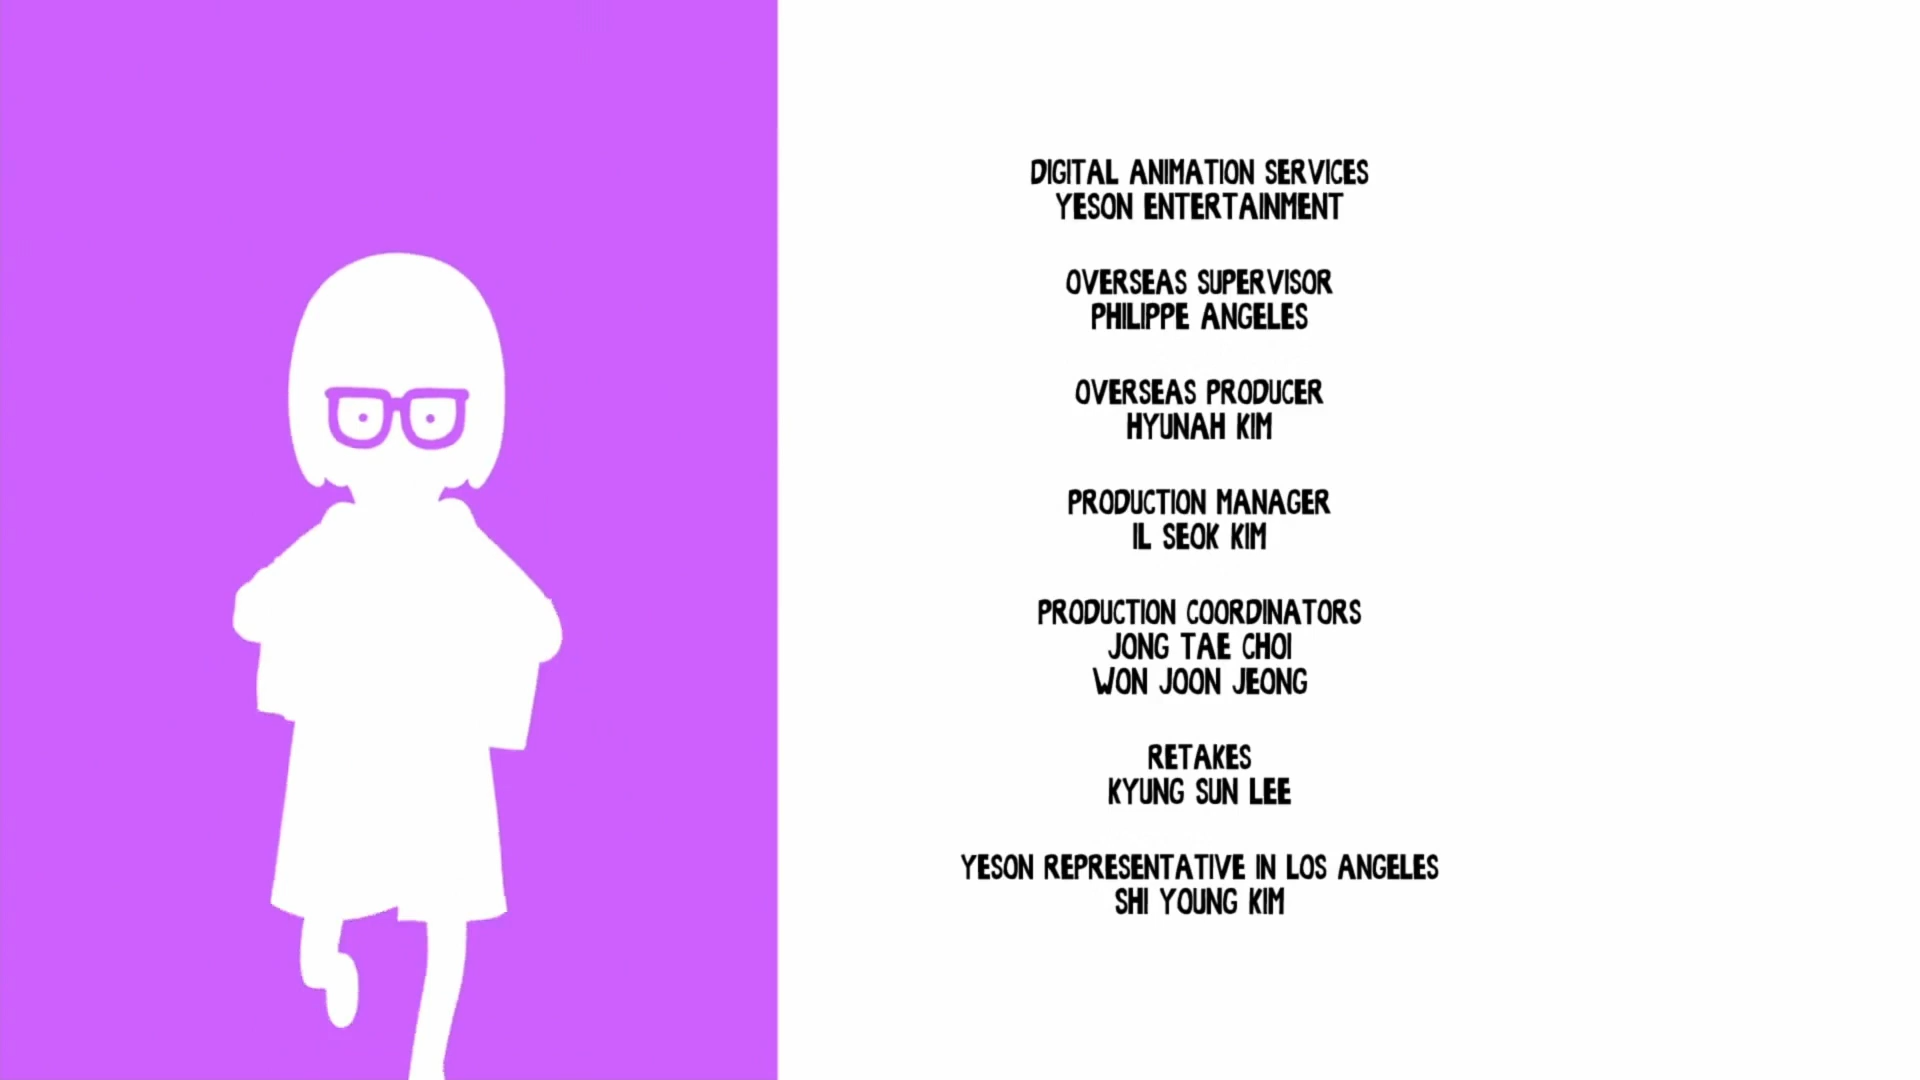 DIGITAL ANIMATION SERVICES
YESON ENTERTAINMENT
OVERSEAS SUPERVISOR
PHILIPPE ANGELES
OVERSEAS PRODUCER
HYUNAH KIM
PRODUCTION MANAGER
IL SEOK KIM
PRODUCTION COORDINATORS
JONG TAE CHOI
WON JOON JEONG
RETAKES
KYUNG SUN LEE
YESON REPRESENTATIVE IN LOS ANGELES
SHI YOUNG KIM